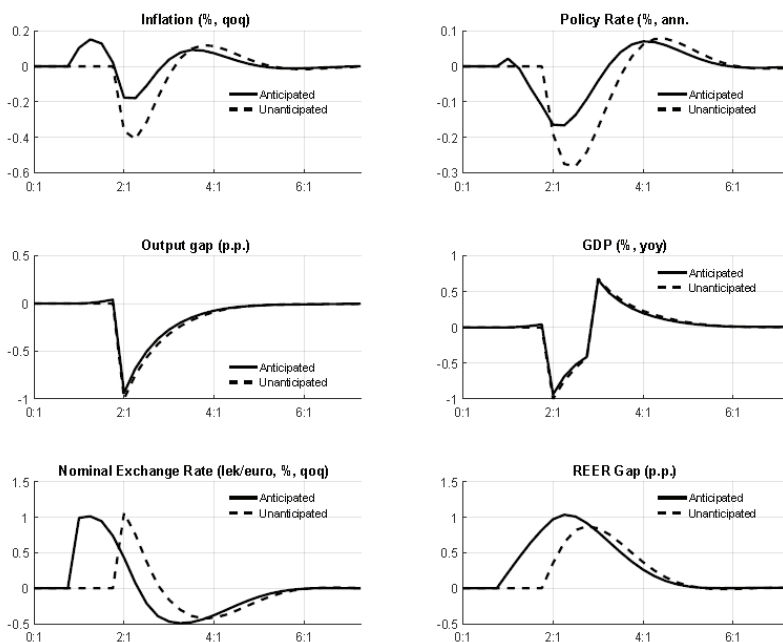 Inflation (%, qoq)
0.2
0
-0.2
-0.4
-0.6
0:1 2:1 4:1 6:1
Anticipated
Unanticipated
Policy Rate (%, ann.
0.1
0
-0.1
-0.2
-0.3
0:1 2:1 4:1 6:1
Anticipated
Unanticipated
Output gap (p.p.)
0.5
0
-0.5
-1
0:1 2:1 4:1 6:1
Anticipated
Unanticipated
GDP (%, yoy)
1
0.5
0
-0.5
-1
0:1 2:1 4:1 6:1
Anticipated
Unanticipated
Nominal Exchange Rate (lek/euro, %, qoq)
1.5
1
0.5
0
-0.5
0:1 2:1 4:1 6:1
Anticipated
Unanticipated
REER Gap (p.p.)
1.5
1
0.5
0
-0.5
0:1 2:1 4:1 6:1
Anticipated
Unanticipated